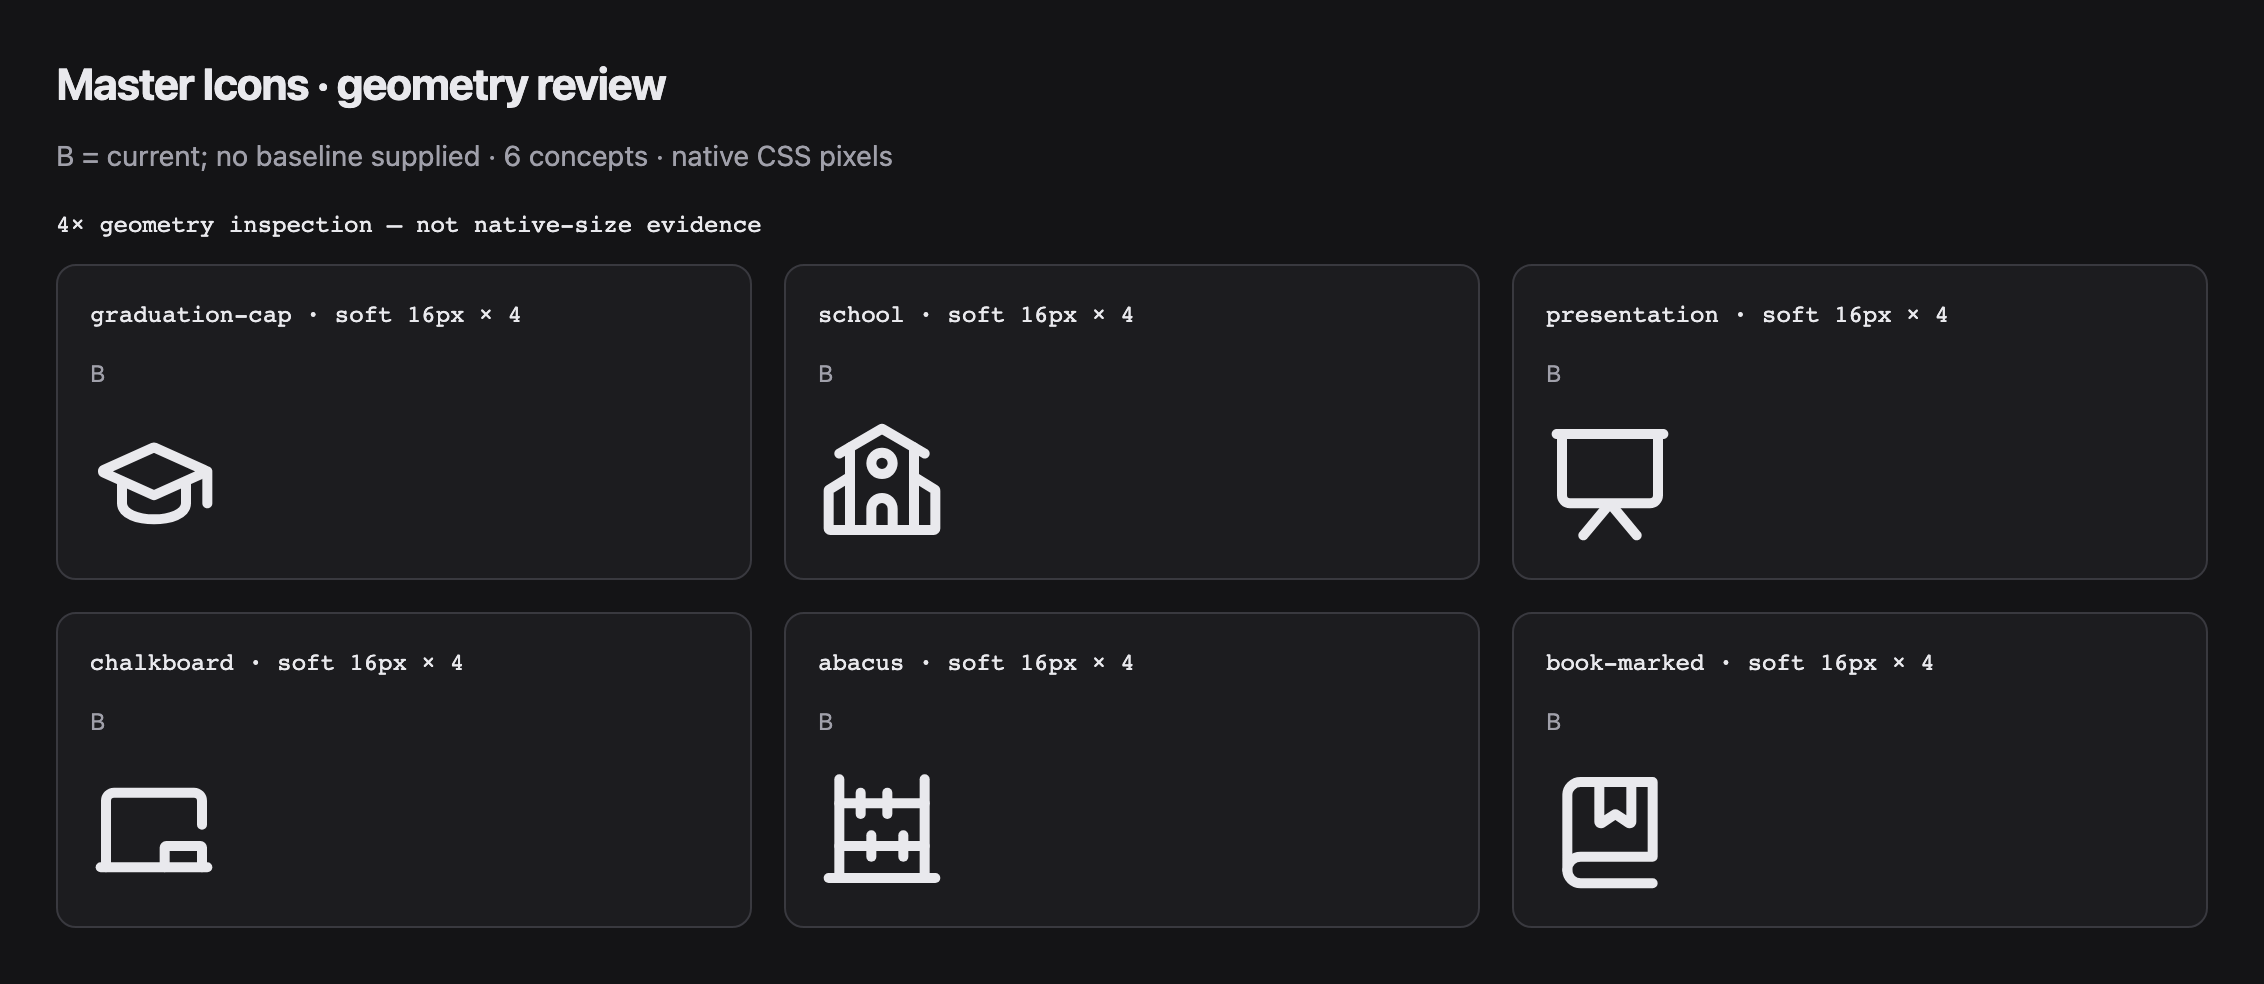 Master Icons · geometry review
B = current; no baseline supplied · 6 concepts · native CSS pixels
4× geometry inspection — not native-size evidence
graduation-cap · soft 16px × 4
B
school · soft 16px × 4
B
presentation · soft 16px × 4
B
chalkboard · soft 16px × 4
B
abacus · soft 16px × 4
B
book-marked · soft 16px × 4
B